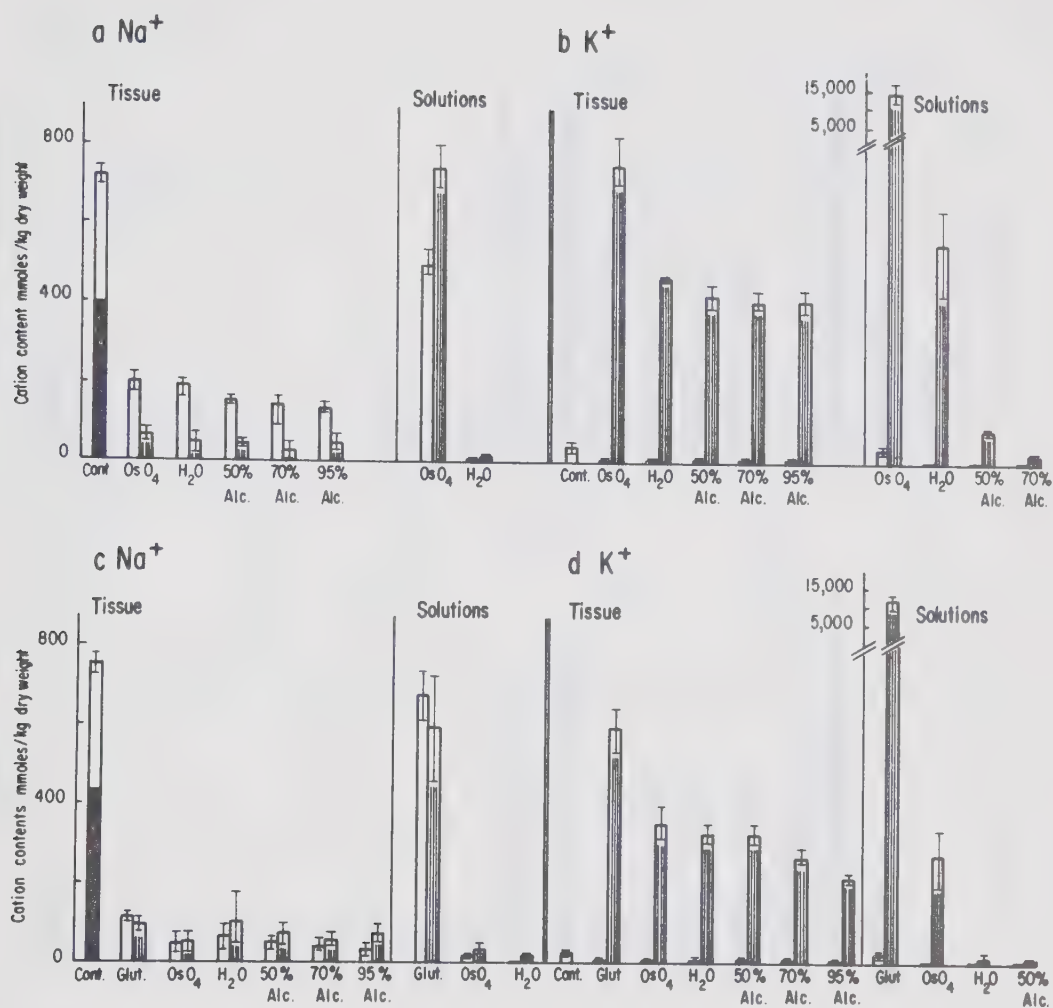 a Na⁺
b K⁺
Tissue
Solutions
Tissue
Solutions
15,000
5,000
Cation content mmoles/kg dry weight
800
400
0
Cont. OsO₄ H₂O 50% Alc. 70% Alc. 95% Alc.
OsO₄ H₂O
Cont. OsO₄ H₂O 50% Alc. 70% Alc. 95% Alc.
OsO₄ H₂O 50% Alc. 70% Alc.
c Na⁺
d K⁺
Tissue
Solutions
Tissue
Solutions
15,000
5,000
Cation contents mmoles/kg dry weight
800
400
0
Cont. Glut. OsO₄ H₂O 50% Alc. 70% Alc. 95% Alc.
Glut. OsO₄ H₂O
Cont. Glut OsO₄ H₂O 50% Alc. 70% Alc. 95% Alc.
Glut OsO₄ H₂O 50% Alc.